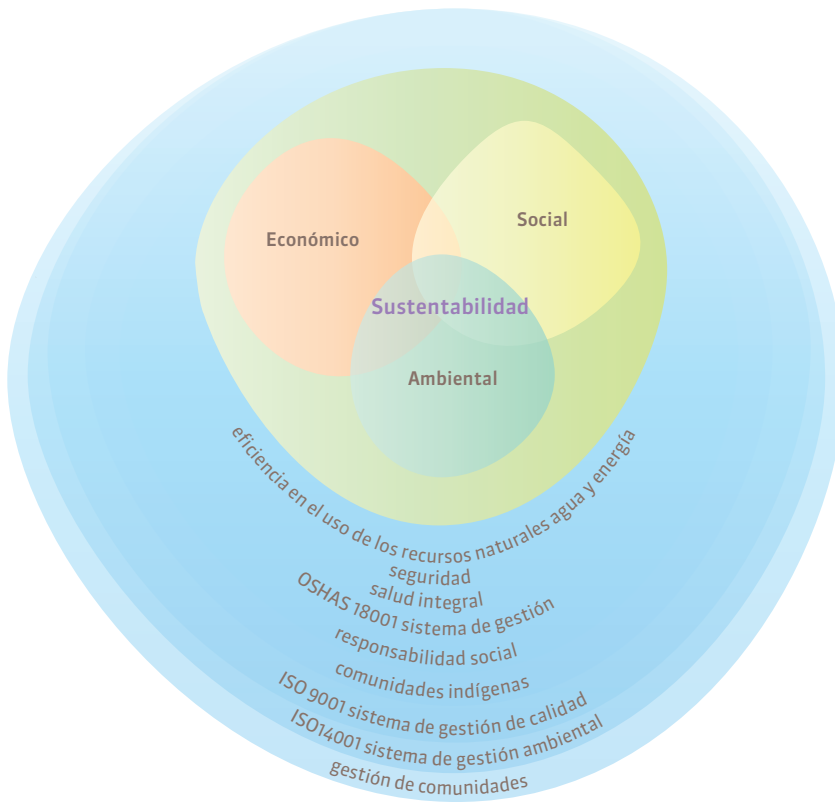 Social
Económico
Sustentabilidad
Ambiental
eficiencia en el uso de los recursos naturales agua y energía
seguridad
salud integral
OSHAS 18001 sistema de gestión
responsabilidad social
comunidades indígenas
ISO 9001 sistema de gestión de calidad
ISO14001 sistema de gestión ambiental
gestión de comunidades